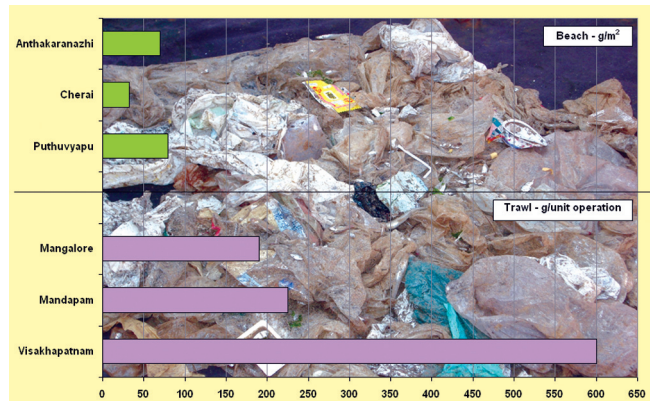 Anthakaranazhi
Beach - g/m²
Cherai
Puthuvyapu
Trawl - g/unit operation
Mangalore
Mandapam
Visakhapatnam
0 50 100 150 200 250 300 350 400 450 500 550 600 650